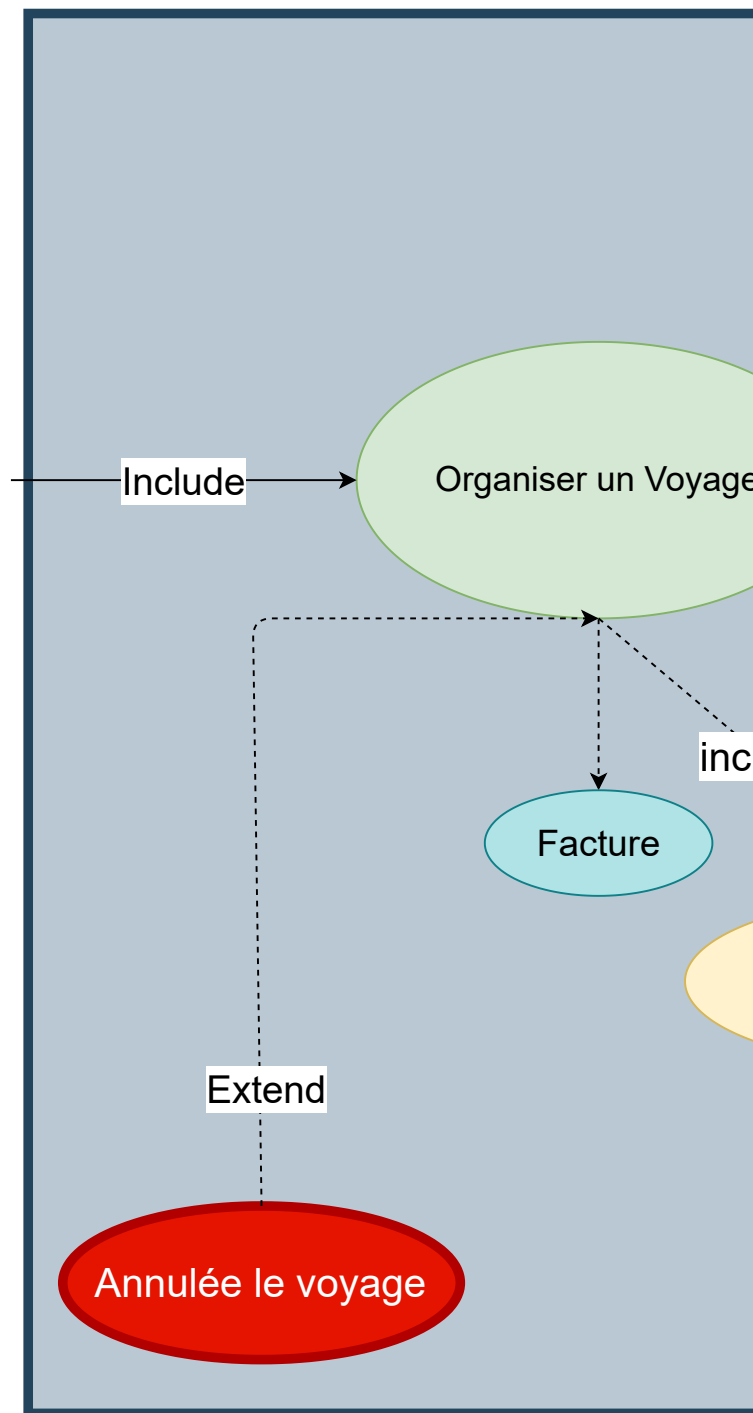 Include
Organiser un Voyage
inc
Facture
Extend
Annulée le voyage